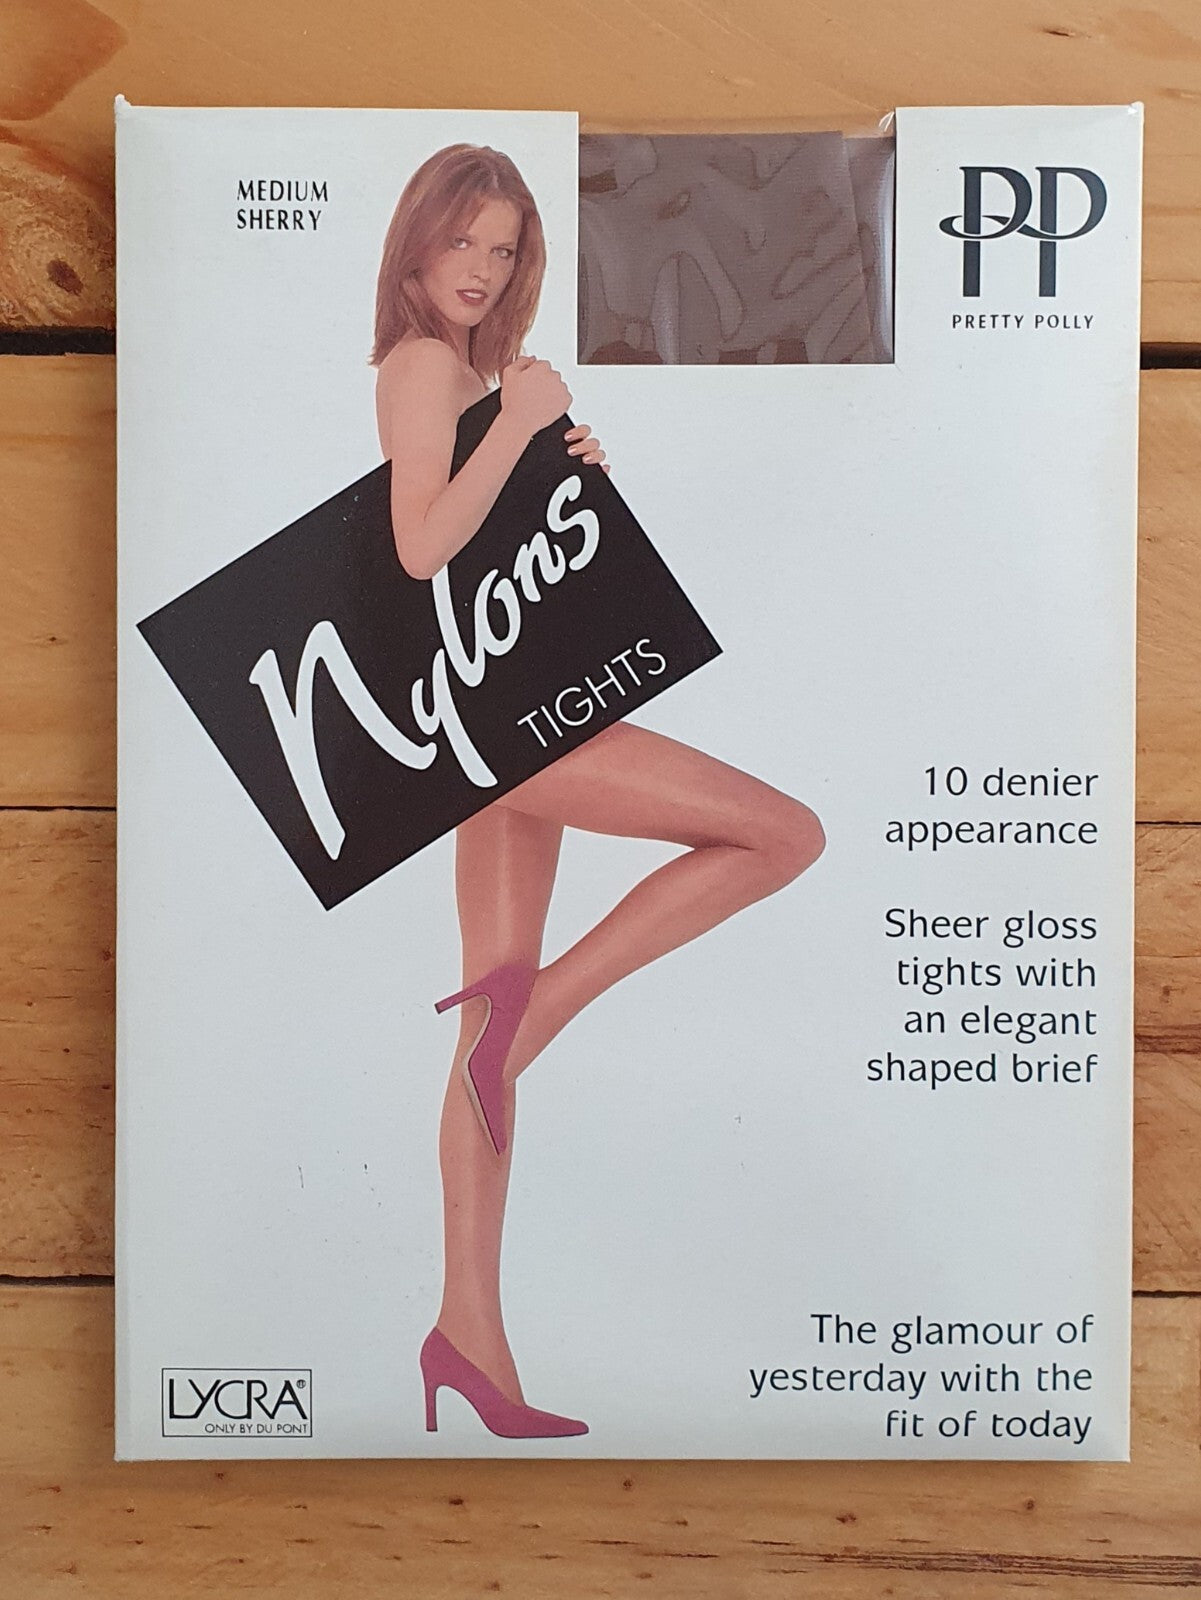 MEDIUM
SHERRY
PP
PRETTY POLLY
Nylons
TIGHTS
10 denier
appearance
Sheer gloss
tights with
an elegant
shaped brief
The glamour of
yesterday with the
fit of today
LYCRA®
ONLY BY DU PONT